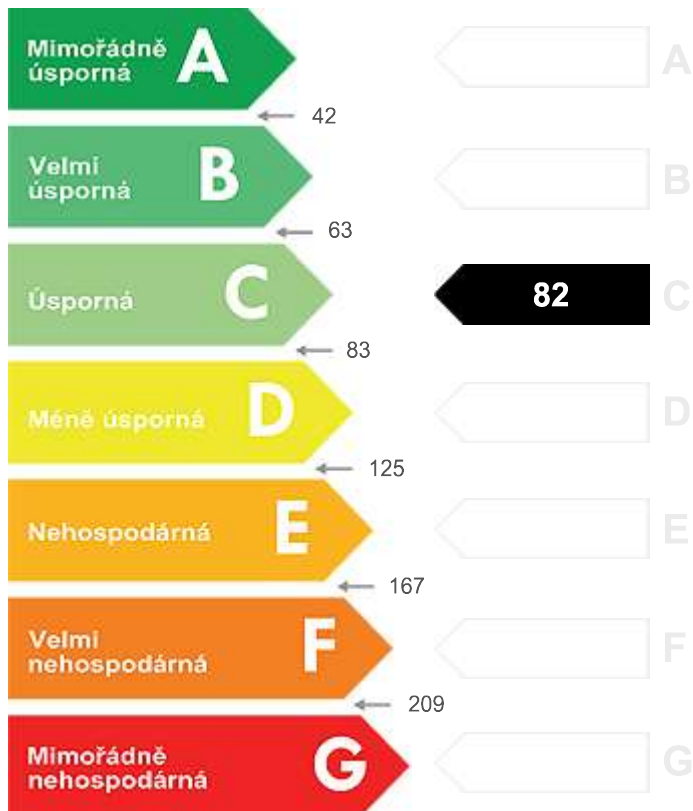 Mimořádně
úsporná
A
A
42
Velmi
úsporná
B
B
63
Úsporná
C
82
C
83
Méně úsporná
D
D
125
Nehospodárná
E
E
167
Velmi
nehospodárná
F
F
209
Mimořádně
nehospodárná
G
G